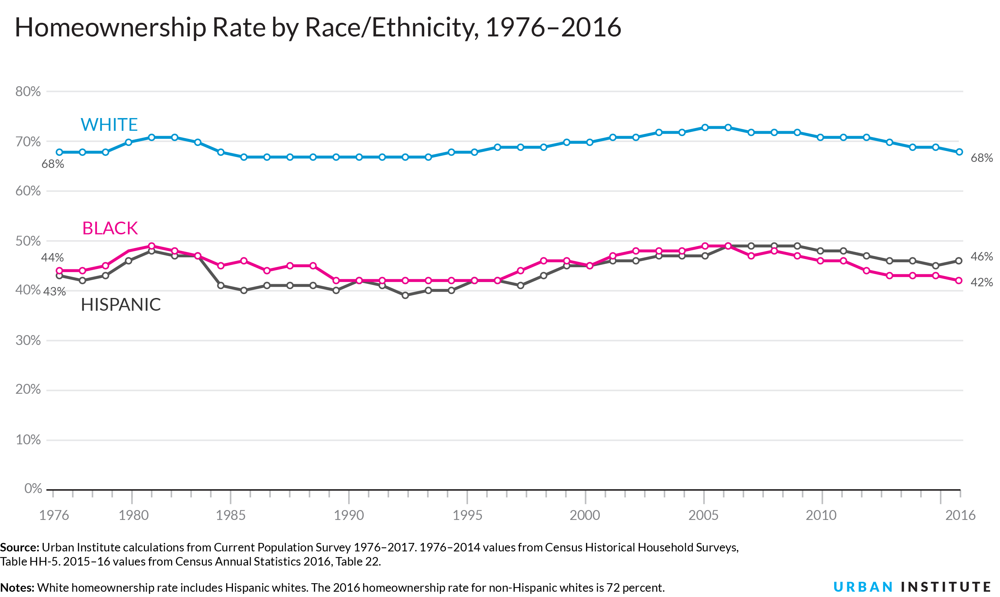 Homeownership Rate by Race/Ethnicity, 1976–2016
80%
WHITE
70%
68%
68%
60%
BLACK
50%
44%
46%
42%
40%
43%
HISPANIC
30%
20%
10%
0%
1976 1980 1985 1990 1995 2000 2005 2010 2016
Source: Urban Institute calculations from Current Population Survey 1976–2017. 1976–2014 values from Census Historical Household Surveys,
Table HH-5. 2015–16 values from Census Annual Statistics 2016, Table 22.
Notes: White homeownership rate includes Hispanic whites. The 2016 homeownership rate for non-Hispanic whites is 72 percent.
URBAN INSTITUTE